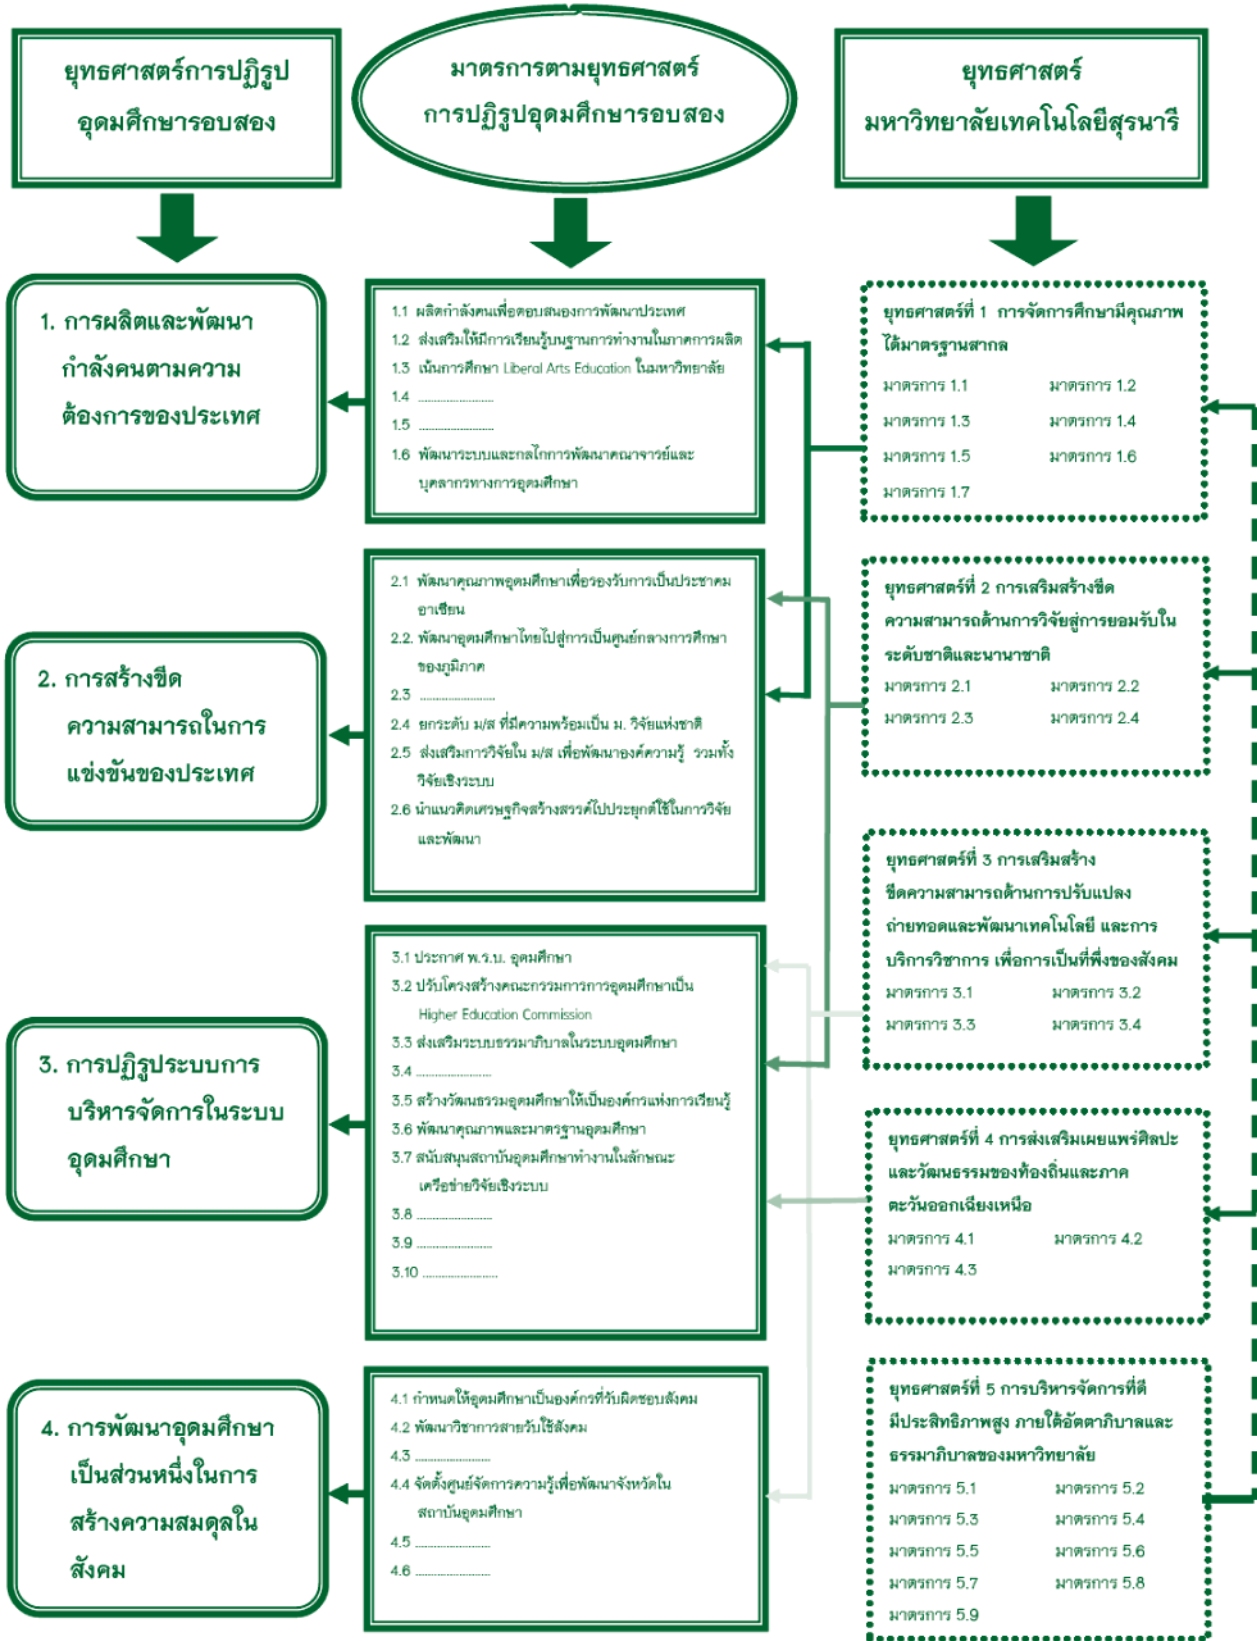 ยุทธศาสตร์การปฏิรูป
อุดมศึกษารอบสอง
มาตรการตามยุทธศาสตร์
การปฏิรูปอุดมศึกษารอบสอง
ยุทธศาสตร์
มหาวิทยาลัยเทคโนโลยีสุรนารี
1. การผลิตและพัฒนา
กำลังคนตามความ
ต้องการของประเทศ
1.1 ผลิตกำลังคนเพื่อตอบสนองการพัฒนาประเทศ
1.2 ส่งเสริมให้มีการเรียนรู้บนฐานการทำงานในภาคการผลิต
1.3 เน้นการศึกษา Liberal Arts Education ในมหาวิทยาลัย
1.4 ..........................
1.5 ..........................
1.6 พัฒนาระบบและกลไกการพัฒนาคณาจารย์และ
บุคลากรทางการอุดมศึกษา
ยุทธศาสตร์ที่ 1 การจัดการศึกษามีคุณภาพ
ได้มาตรฐานสากล
มาตรการ 1.1 มาตรการ 1.2
มาตรการ 1.3 มาตรการ 1.4
มาตรการ 1.5 มาตรการ 1.6
มาตรการ 1.7
2. การสร้างขีด
ความสามารถในการ
แข่งขันของประเทศ
2.1 พัฒนาคุณภาพอุดมศึกษาเพื่อรองรับการเป็นประชาคม
อาเซียน
2.2. พัฒนาอุดมศึกษาไทยไปสู่การเป็นศูนย์กลางการศึกษา
ของภูมิภาค
2.3 ..........................
2.4 ยกระดับ ม/ส ที่มีความพร้อมเป็น ม. วิจัยแห่งชาติ
2.5 ส่งเสริมการวิจัยใน ม/ส เพื่อพัฒนาองค์ความรู้ รวมทั้ง
วิจัยเชิงระบบ
2.6 นำแนวคิดเศรษฐกิจสร้างสรรค์ไปประยุกต์ใช้ในการวิจัย
และพัฒนา
ยุทธศาสตร์ที่ 2 การเสริมสร้างขีด
ความสามารถด้านการวิจัยสู่การยอมรับใน
ระดับชาติและนานาชาติ
มาตรการ 2.1 มาตรการ 2.2
มาตรการ 2.3 มาตรการ 2.4
ยุทธศาสตร์ที่ 3 การเสริมสร้าง
ขีดความสามารถด้านการปรับแปลง
ถ่ายทอดและพัฒนาเทคโนโลยี และการ
บริการวิชาการ เพื่อการเป็นที่พึ่งของสังคม
มาตรการ 3.1 มาตรการ 3.2
มาตรการ 3.3 มาตรการ 3.4
3. การปฏิรูประบบการ
บริหารจัดการในระบบ
อุดมศึกษา
3.1 ประกาศ พ.ร.บ. อุดมศึกษา
3.2 ปรับโครงสร้างคณะกรรมการการอุดมศึกษาเป็น
Higher Education Commission
3.3 ส่งเสริมระบบธรรมาภิบาลในระบบอุดมศึกษา
3.4 ..........................
3.5 สร้างวัฒนธรรมอุดมศึกษาให้เป็นองค์กรแห่งการเรียนรู้
3.6 พัฒนาคุณภาพและมาตรฐานอุดมศึกษา
3.7 สนับสนุนสถาบันอุดมศึกษาทำงานในลักษณะ
เครือข่ายวิจัยเชิงระบบ
3.8 ..........................
3.9 ..........................
3.10 ..........................
ยุทธศาสตร์ที่ 4 การส่งเสริมเผยแพร่ศิลปะ
และวัฒนธรรมของท้องถิ่นและภาค
ตะวันออกเฉียงเหนือ
มาตรการ 4.1 มาตรการ 4.2
มาตรการ 4.3
4. การพัฒนาอุดมศึกษา
เป็นส่วนหนึ่งในการ
สร้างความสมดุลใน
สังคม
4.1 กำหนดให้อุดมศึกษาเป็นองค์กรที่รับผิดชอบสังคม
4.2 พัฒนาวิชาการสายรับใช้สังคม
4.3 ..........................
4.4 จัดตั้งศูนย์จัดการความรู้เพื่อพัฒนาจังหวัดใน
สถาบันอุดมศึกษา
4.5 ..........................
4.6 ..........................
ยุทธศาสตร์ที่ 5 การบริหารจัดการที่ดี
มีประสิทธิภาพสูง ภายใต้อัตตาภิบาลและ
ธรรมาภิบาลของมหาวิทยาลัย
มาตรการ 5.1 มาตรการ 5.2
มาตรการ 5.3 มาตรการ 5.4
มาตรการ 5.5 มาตรการ 5.6
มาตรการ 5.7 มาตรการ 5.8
มาตรการ 5.9